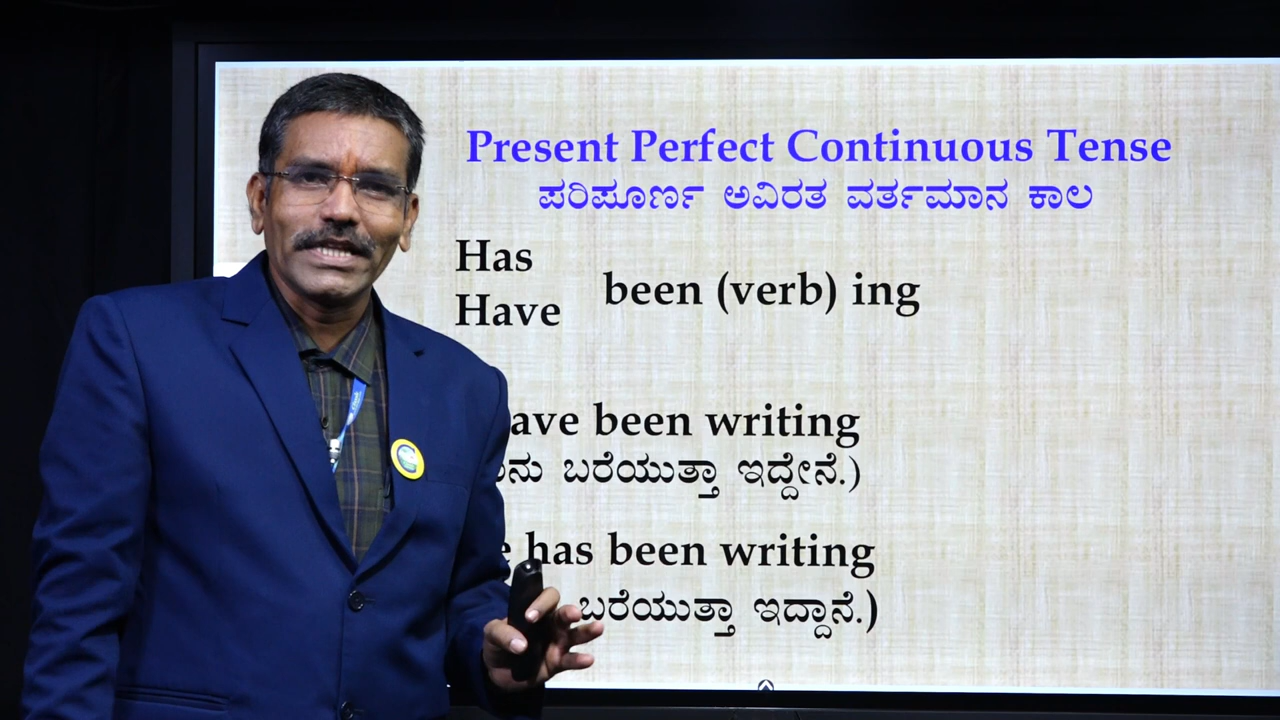 Present Perfect Continuous Tense
ಪರಿಪೂರ್ಣ ಅವಿರತ ವರ್ತಮಾನ ಕಾಲ
Has
Have
been (verb) ing
been writing
ಬರೆಯುತ್ತಾ ಇದ್ದೇನೆ.)
has been writing
ಬರೆಯುತ್ತಾ ಇದ್ದಾನೆ.)